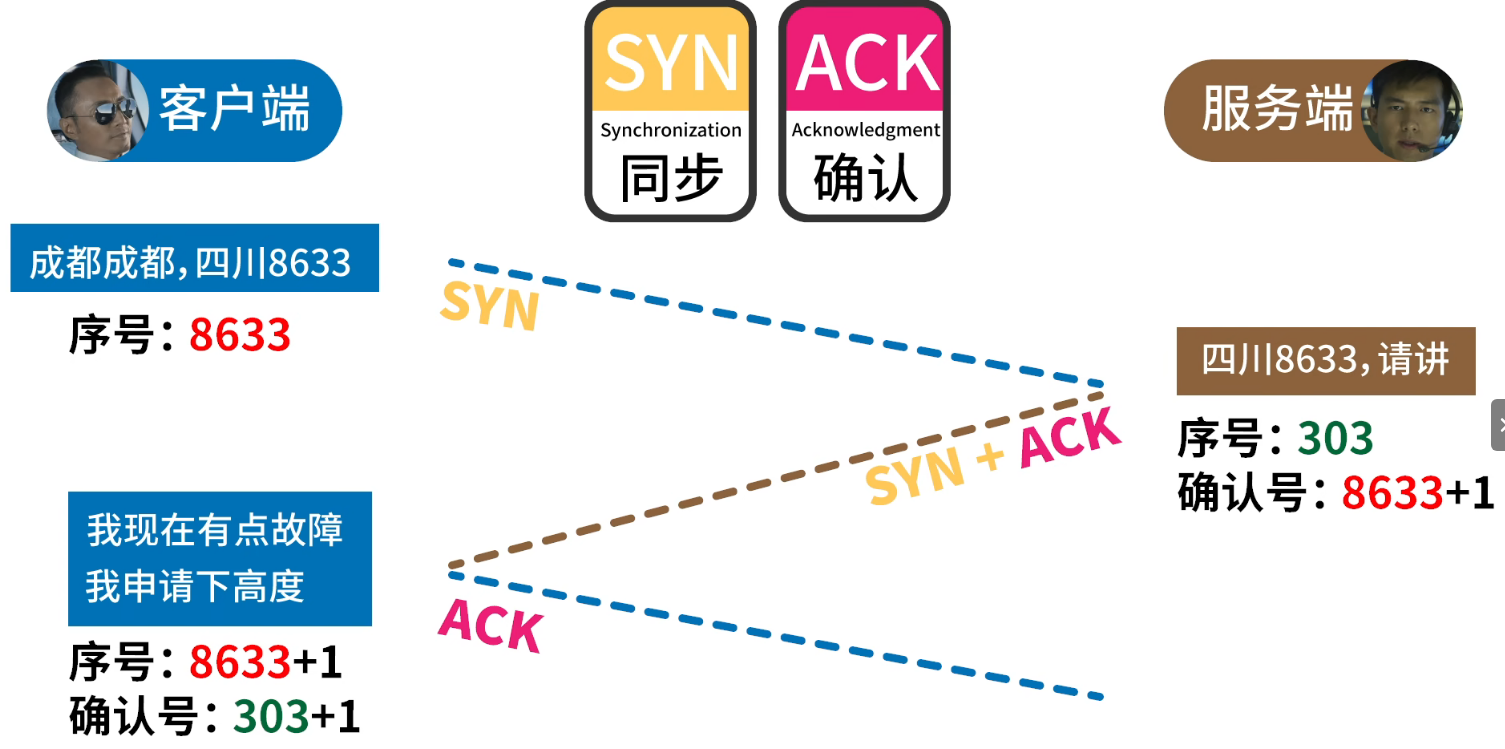 SYN
Synchronization
同步
ACK
Acknowledgment
确认
客户端
服务端
成都成都,四川8633
序号：8633
SYN
四川8633,请讲
序号：303
确认号：8633+1
SYN + ACK
我现在有点故障
我申请下高度
序号：8633+1
确认号：303+1
ACK